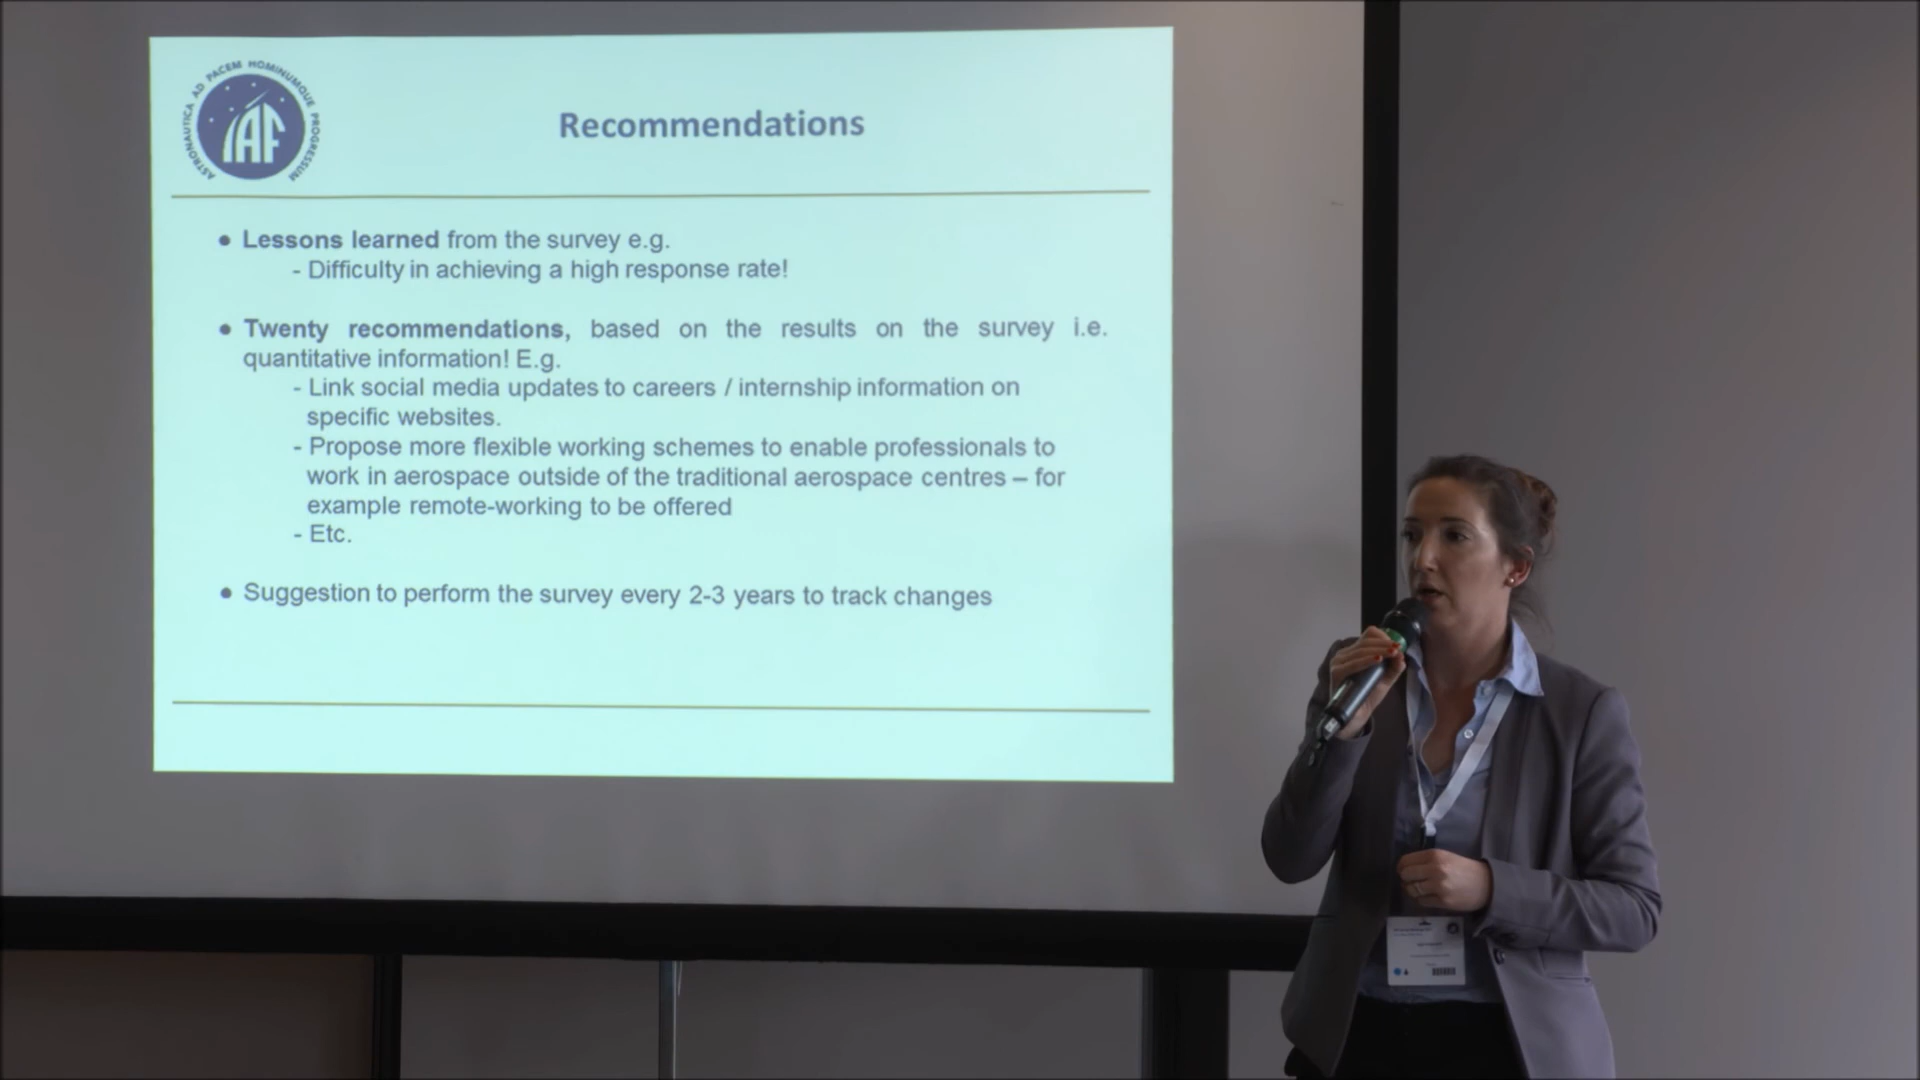 ASTRONAUTICA AD PACEM HOMINUMQUE PROGRESSUM
IAF
Recommendations
● Lessons learned from the survey e.g.
- Difficulty in achieving a high response rate!
● Twenty recommendations, based on the results on the survey i.e.
quantitative information! E.g.
- Link social media updates to careers / internship information on
specific websites.
- Propose more flexible working schemes to enable professionals to
work in aerospace outside of the traditional aerospace centres – for
example remote-working to be offered
- Etc.
● Suggestion to perform the survey every 2-3 years to track changes